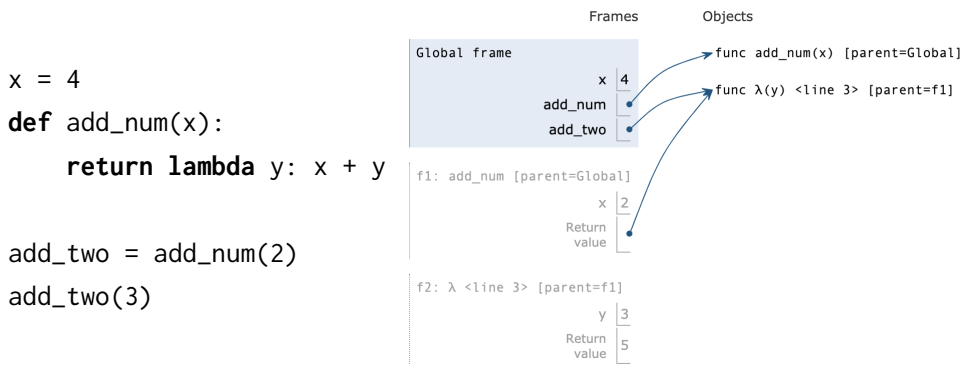 x = 4
def add_num(x):
    return lambda y: x + y
add_two = add_num(2)
add_two(3)
Frames Objects
Global frame
x 4
add_num
add_two
func add_num(x) [parent=Global]
func λ(y) <line 3> [parent=f1]
f1: add_num [parent=Global]
x 2
Return
value
f2: λ <line 3> [parent=f1]
y 3
Return
value 5